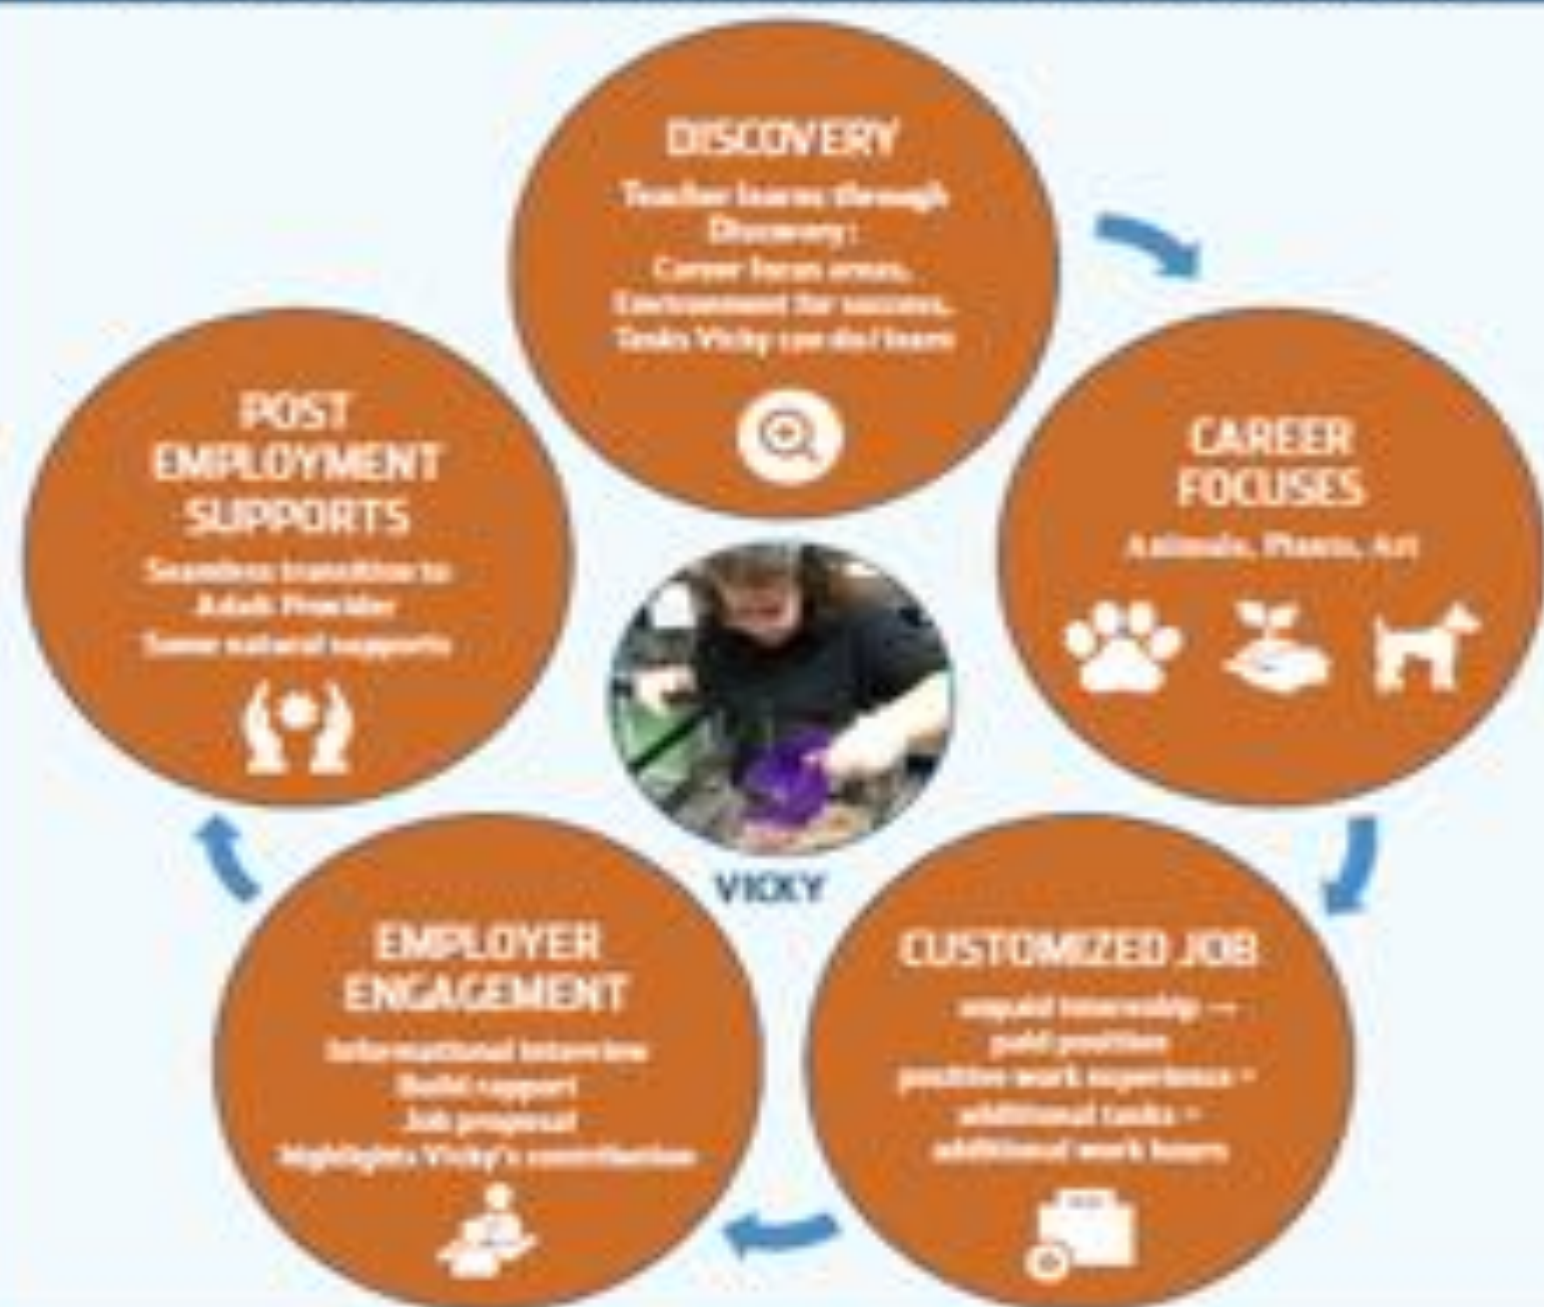 DISCOVERY
Teacher learns through
Discovery:
Career focus areas,
Environment for success,
Tasks Vicky can do/learn
CAREER
FOCUSES
Animals, Plants, Art
CUSTOMIZED JOB
unpaid internship →
paid position
positive work experience =
additional tasks =
additional work hours
EMPLOYER
ENGAGEMENT
Informational interview
Build rapport
Job proposal
highlights Vicky's contribution
POST
EMPLOYMENT
SUPPORTS
Seamless transition to
Adult Provider
Some natural supports
VICKY